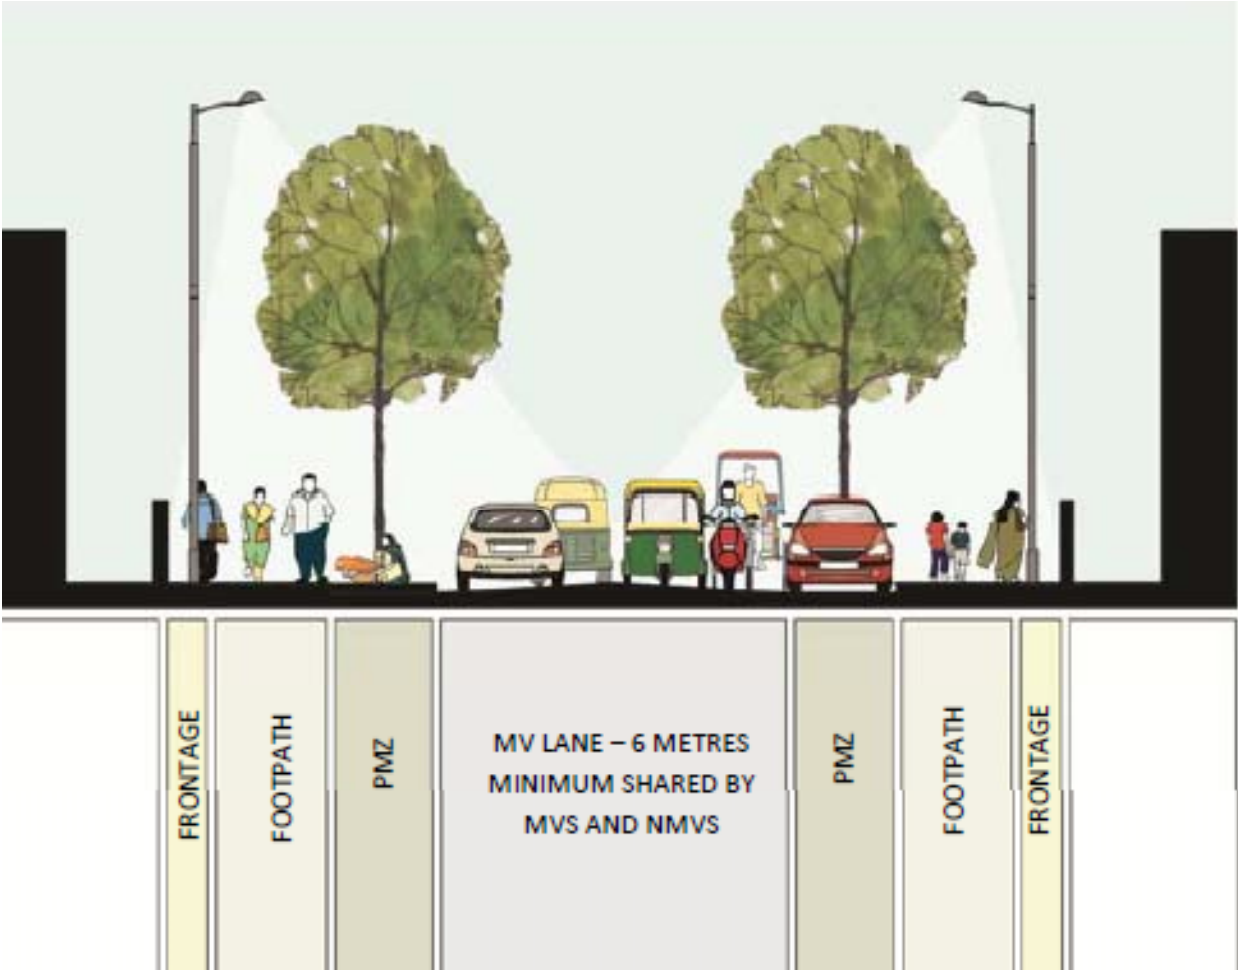 FRONTAGE
FOOTPATH
PMZ
MV LANE – 6 METRES
MINIMUM SHARED BY
MVS AND NMVS
PMZ
FOOTPATH
FRONTAGE